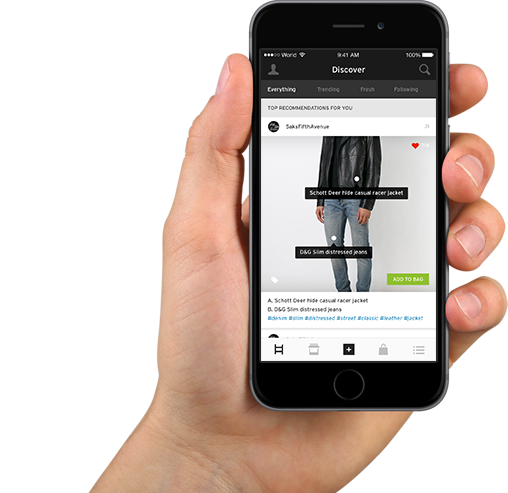 World 9:41 AM 100%
Discover
Everything Trending Fresh Following
TOP RECOMMENDATIONS FOR YOU
SaksFifthAvenue
Schott Deer hide casual racer jacket
D&G Slim distressed jeans
ADD TO BAG
A. Schott Deer hide casual racer jacket
B. D&G Slim distressed jeans
#denim #slim #distressed #street #classic #leather #jacket